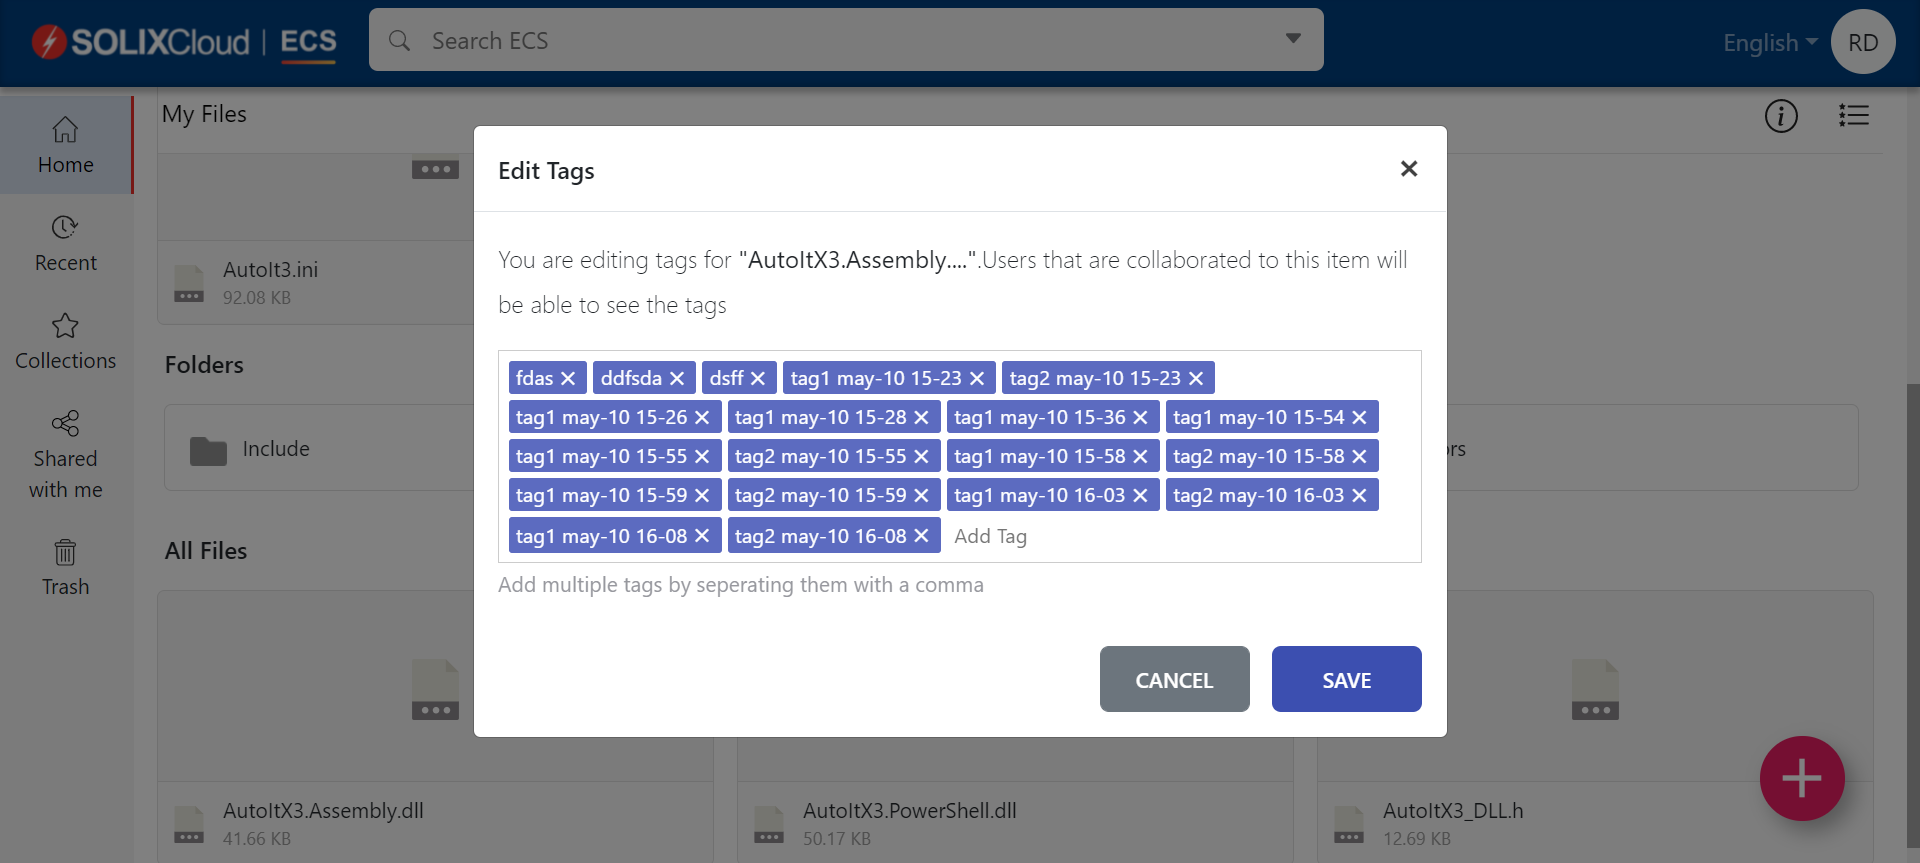 SOLIXCloud | ECS
Search ECS
English
RD
Home
Recent
Collections
Shared
with me
Trash
My Files
AutoIt3.ini
92.08 KB
Folders
Include
rs
All Files
AutoItX3.Assembly.dll
41.66 KB
AutoItX3.PowerShell.dll
50.17 KB
AutoItX3_DLL.h
12.69 KB
Edit Tags
You are editing tags for "AutoItX3.Assembly....".Users that are collaborated to this item will
be able to see the tags
fdas ddfsda dsff tag1 may-10 15-23 tag2 may-10 15-23
tag1 may-10 15-26 tag1 may-10 15-28 tag1 may-10 15-36 tag1 may-10 15-54
tag1 may-10 15-55 tag2 may-10 15-55 tag1 may-10 15-58 tag2 may-10 15-58
tag1 may-10 15-59 tag2 may-10 15-59 tag1 may-10 16-03 tag2 may-10 16-03
tag1 may-10 16-08 tag2 may-10 16-08 Add Tag
Add multiple tags by seperating them with a comma
CANCEL SAVE